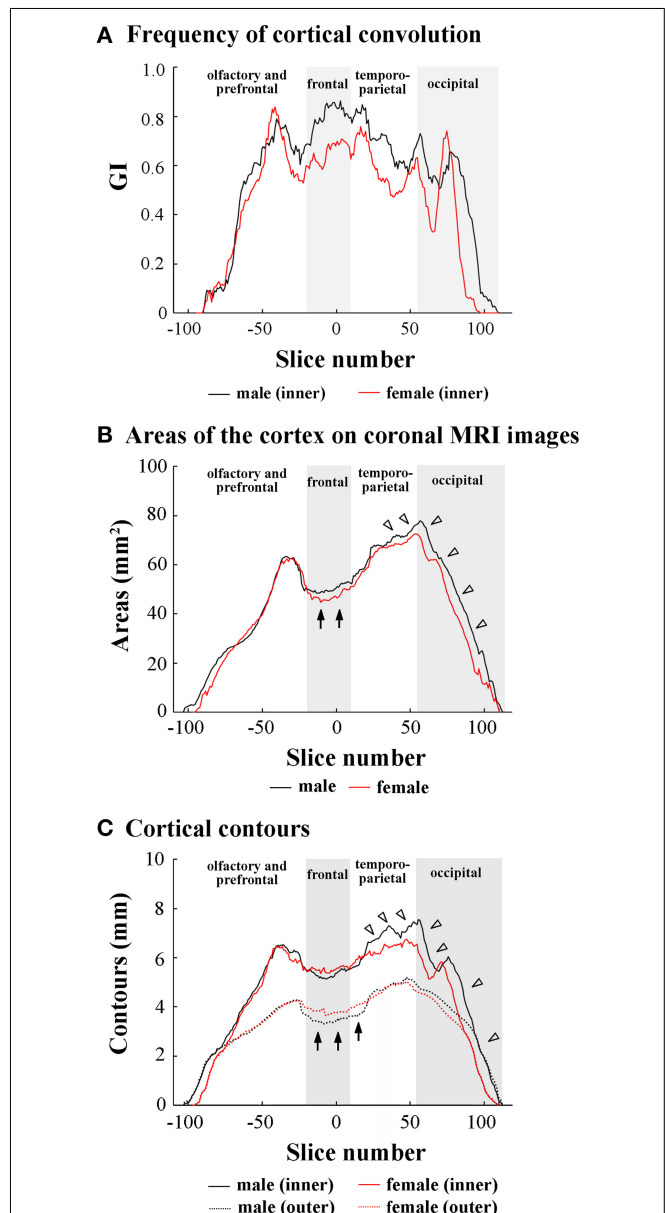 A Frequency of cortical convolution
olfactory and
prefrontal
frontal
temporo-
parietal
occipital
1.0
0.8
0.6
0.4
0.2
0
GI
-100 -50 0 50 100
Slice number
male (inner) female (inner)
B Areas of the cortex on coronal MRI images
olfactory and
prefrontal
frontal
temporo-
parietal
occipital
100
80
60
40
20
0
Areas (mm²)
-100 -50 0 50 100
Slice number
male female
C Cortical contours
olfactory and
prefrontal
frontal
temporo-
parietal
occipital
10
8
6
4
2
0
Contours (mm)
-100 -50 0 50 100
Slice number
male (inner) female (inner)
male (outer) female (outer)